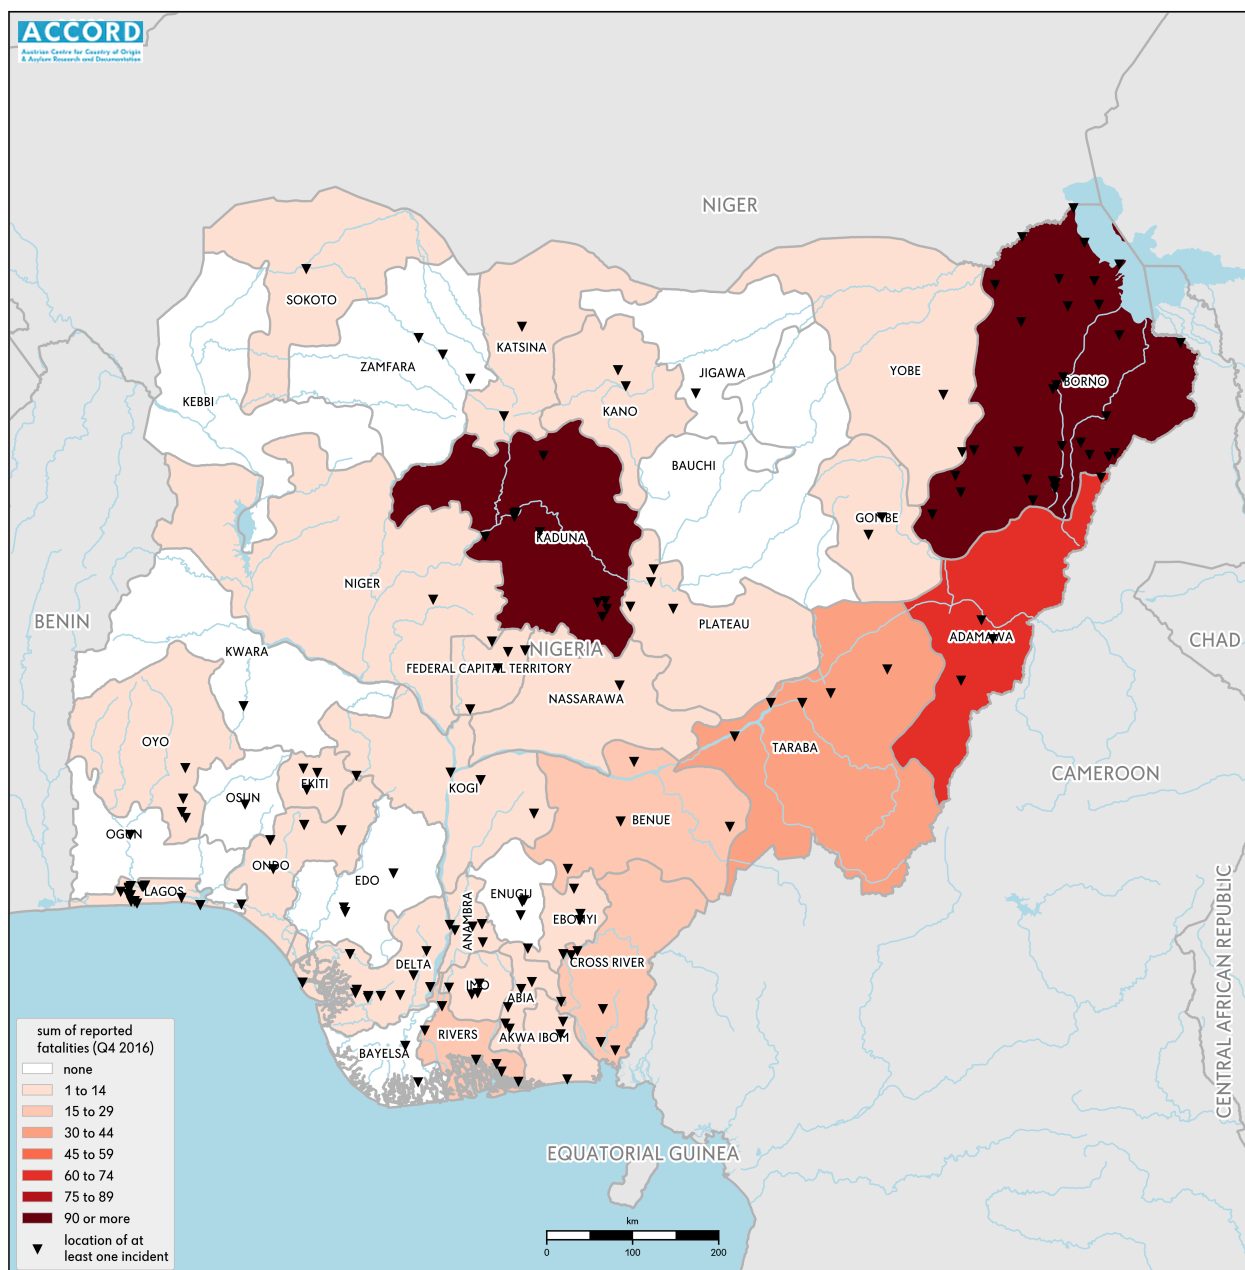 ACCORD
Austrian Centre for Country of Origin
& Asylum Research and Documentation
NIGER
SOKOTO
KATSINA
ZAMFARA
JIGAWA
YOBE
BORNO
KEBBI
KANO
BAUCHI
GOMBE
KADUNA
NIGER
BENIN
PLATEAU
ADAMAWA
CHAD
KWARA
NIGERIA
FEDERAL CAPITAL TERRITORY
NASSARAWA
OYO
TARABA
CAMEROON
EKITI
KOGI
OSUN
BENUE
OGUN
ONDO
EDO
LAGOS
ENUGU
ANAMBRA
EBONYI
CROSS RIVER
DELTA
IMO
ABIA
RIVERS
AKWA IBOM
BAYELSA
CENTRAL AFRICAN REPUBLIC
EQUATORIAL GUINEA
sum of reported
fatalities (Q4 2016)
none
1 to 14
15 to 29
30 to 44
45 to 59
60 to 74
75 to 89
90 or more
location of at
least one incident
km
0 100 200